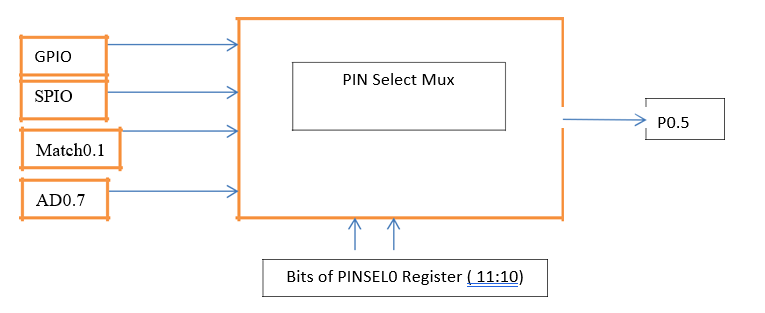 GPIO
SPIO
Match0.1
AD0.7
PIN Select Mux
P0.5
Bits of PINSEL0 Register ( 11:10)